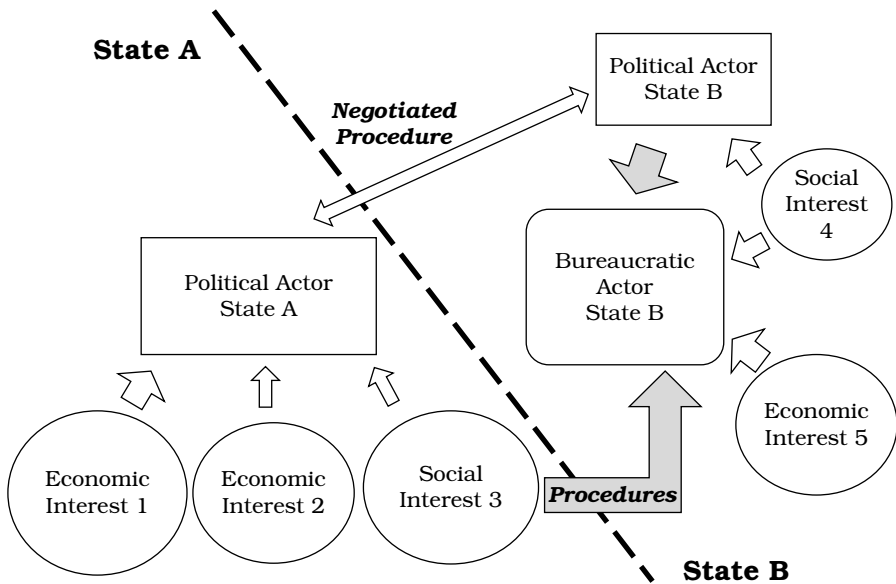 State A
Political Actor
State B
Negotiated
Procedure
Social
Interest
4
Bureaucratic
Actor
State B
Political Actor
State A
Economic
Interest 5
Economic
Interest 1
Economic
Interest 2
Social
Interest 3
Procedures
State B